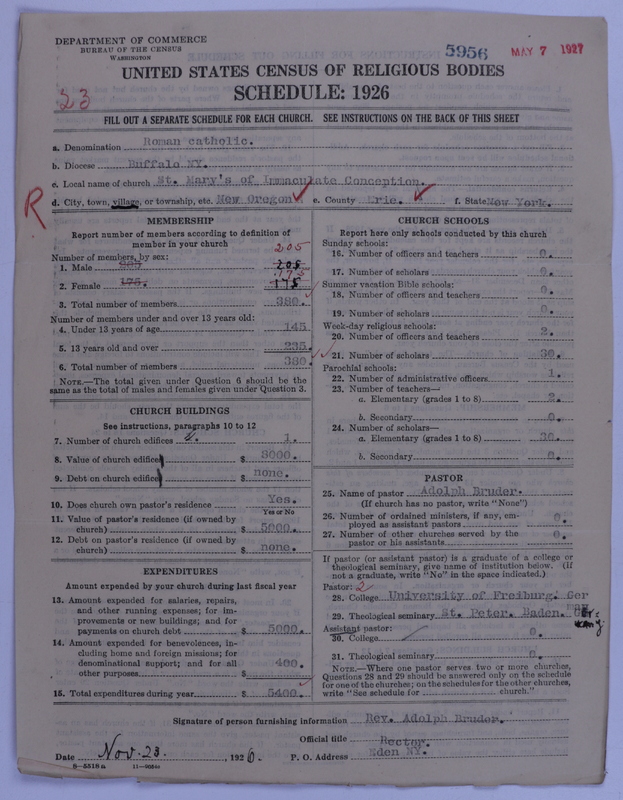 DEPARTMENT OF COMMERCE
BUREAU OF THE CENSUS
WASHINGTON
5956
MAY 7 1927
UNITED STATES CENSUS OF RELIGIOUS BODIES
SCHEDULE: 1926
23
FILL OUT A SEPARATE SCHEDULE FOR EACH CHURCH. SEE INSTRUCTIONS ON THE BACK OF THIS SHEET
a. Denomination Roman catholic.
b. Diocese Buffalo NY.
c. Local name of church St. Mary's of Immaculate Conception.
R
d. City, town, village, or township, etc. New Oregon. e. County Erie. f. State New York.
MEMBERSHIP
Report number of members according to definition of member in your church
205
Number of members, by sex:
1. Male 205
175
2. Female 175. 175
3. Total number of members 380.
Number of members under and over 13 years old:
4. Under 13 years of age 145
5. 13 years old and over 235.
6. Total number of members 380
NOTE.—The total given under Question 6 should be the
same as the total of males and females given under Question 3.
CHURCH BUILDINGS
See instructions, paragraphs 10 to 12
7. Number of church edifices 1.
8. Value of church edifice $ 8000.
9. Debt on church edifice $ none.
10. Does church own pastor's residence Yes.
Yes or No
11. Value of pastor's residence (if owned by
church) $ 5000.
12. Debt on pastor's residence (if owned by
church) $ none.
EXPENDITURES
Amount expended by your church during last fiscal year
13. Amount expended for salaries, repairs,
and other running expenses; for im-
provements or new buildings; and for
payments on church debt $ 5000.
14. Amount expended for benevolences, in-
cluding home and foreign missions; for
denominational support; and for all
other purposes $ 400.
15. Total expenditures during year $ 5400.
CHURCH SCHOOLS
Report here only schools conducted by this church
Sunday schools:
16. Number of officers and teachers 0.
17. Number of scholars 0.
Summer vacation Bible schools:
18. Number of officers and teachers 0.
19. Number of scholars 0.
Week-day religious schools:
20. Number of officers and teachers 2.
21. Number of scholars 30.
Parochial schools:
22. Number of administrative officers 1.
23. Number of teachers—
a. Elementary (grades 1 to 8) 2.
b. Secondary 0.
24. Number of scholars—
a. Elementary (grades 1 to 8) 30.
b. Secondary 0.
PASTOR
25. Name of pastor Adolph Bruder.
(If church has no pastor, write "None")
26. Number of ordained ministers, if any, em-
ployed as assistant pastors 0.
27. Number of other churches served by the
pastor or his assistants 0.
If pastor (or assistant pastor) is a graduate of a college or
theological seminary, give name of institution below. (If
not a graduate, write "No" in the space indicated.)
Pastor: 2
28. College University of Freiburg. Ger
29. Theological seminary St. Peter. Baden.
Assistant pastor:
30. College 0.
31. Theological seminary 0.
NOTE.—Where one pastor serves two or more churches,
Questions 28 and 29 should be answered only on the schedule
for one of the churches; on the schedules for the other churches,
write "See schedule for church."
Signature of person furnishing information Rev. Adolph Bruder.
Official title Rector.
Date Nov. 23. 1926. P. O. Address Eden NY.
8—5518a 11—9684